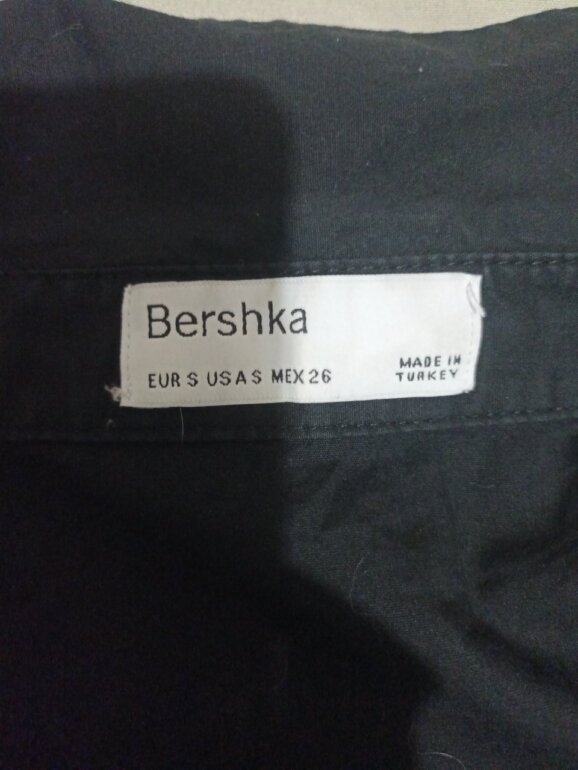 Bershka
EUR S USA S MEX 26
MADE IN
TURKEY